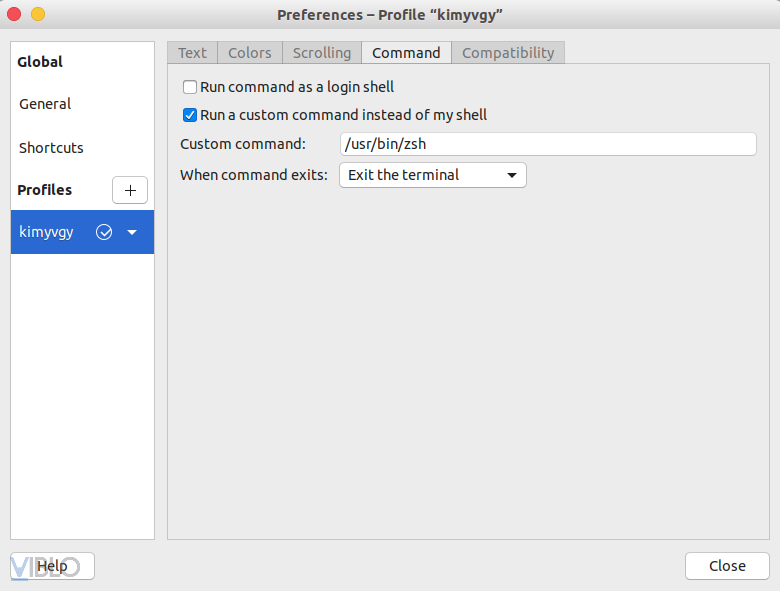 Preferences – Profile “kimyvgy”
Global
General
Shortcuts
Profiles +
kimyvgy
Text Colors Scrolling Command Compatibility
Run command as a login shell
Run a custom command instead of my shell
Custom command: /usr/bin/zsh
When command exits: Exit the terminal
Help
VIBLO
Close